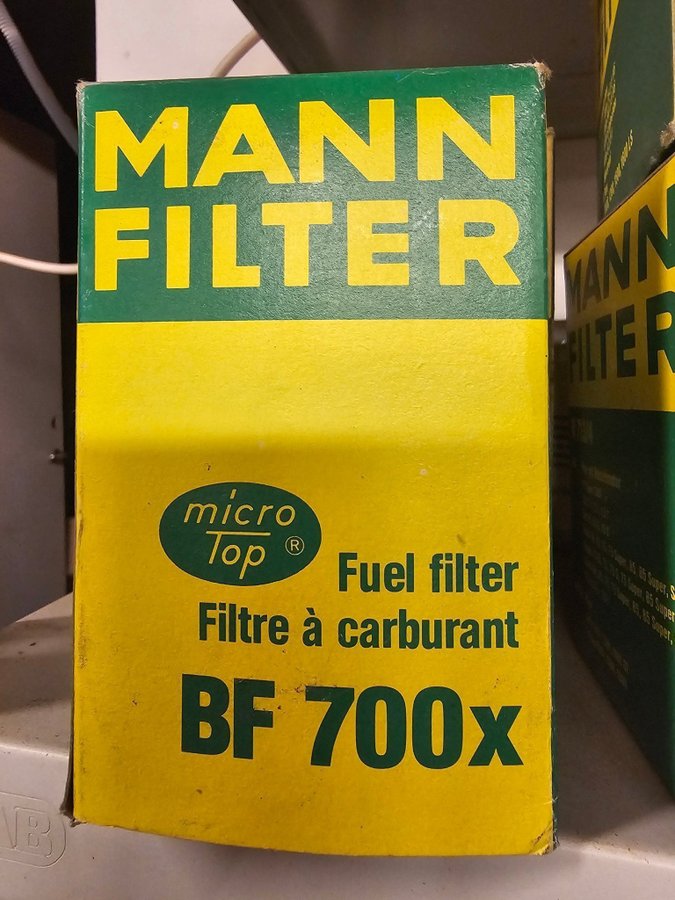 MANN
FILTER
micro
Top ®
Fuel filter
Filtre à carburant
BF 700x
MANN
FILTER